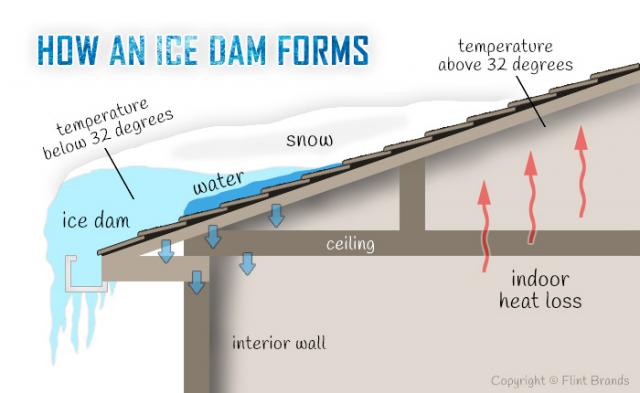 HOW AN ICE DAM FORMS
temperature
above 32 degrees
temperature
below 32 degrees
snow
water
ice dam
ceiling
indoor
heat loss
interior wall
Copyright © Flint Brands